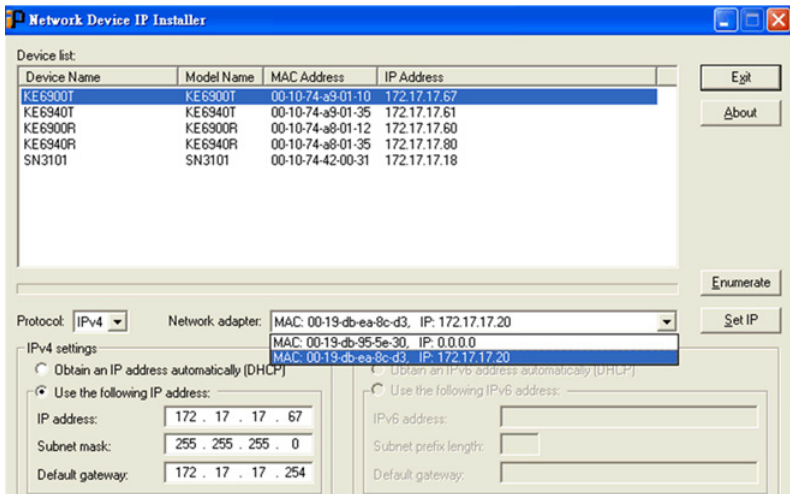 Network Device IP Installer
Device list:
Device Name Model Name MAC Address IP Address
KE6900T KE6900T 00-10-74-a9-01-10 172.17.17.67
KE6940T KE6940T 00-10-74-a9-01-35 172.17.17.61
KE6900R KE6900R 00-10-74-a8-01-12 172.17.17.60
KE6940R KE6940R 00-10-74-a8-01-35 172.17.17.80
SN3101 SN3101 00-10-74-42-00-31 172.17.17.18
Exit
About
Enumerate
Protocol: IPv4 Network adapter: MAC: 00-19-db-ea-8c-d3, IP: 172.17.17.20
Set IP
MAC: 00-19-db-95-5e-30, IP: 0.0.0.0
MAC: 00-19-db-ea-8c-d3, IP: 172.17.17.20
IPv4 settings
Obtain an IP address automatically (DHCP)
Obtain an IPv6 address automatically (DHCP)
Use the following IP address:
Use the following IPv6 address:
IP address: 172 . 17 . 17 . 67
IPv6 address:
Subnet mask: 255 . 255 . 255 . 0
Subnet prefix length:
Default gateway: 172 . 17 . 17 . 254
Default gateway: